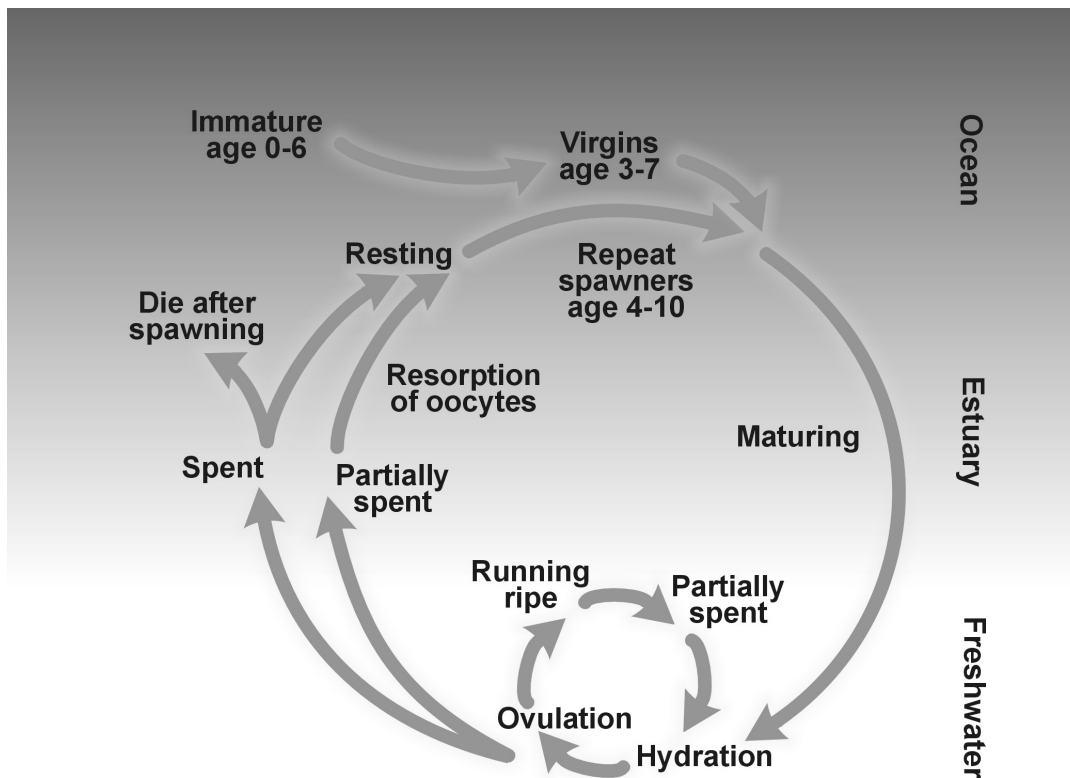 Immature
age 0-6
Virgins
age 3-7
Ocean
Resting
Repeat
spawners
age 4-10
Die after
spawning
Resorption
of oocytes
Maturing
Estuary
Spent
Partially
spent
Running
ripe
Partially
spent
Freshwater
Ovulation
Hydration